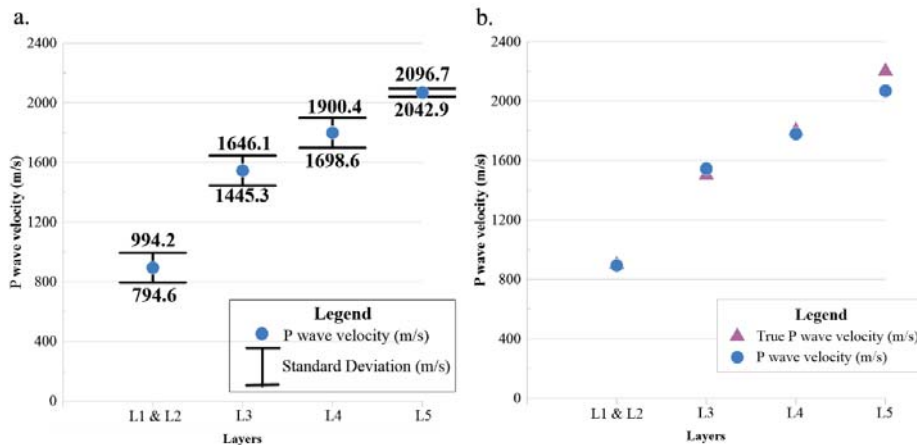 a.
2400
2000
1600
1200
800
400
0
P wave velocity (m/s)
994.2
794.6
1646.1
1445.3
1900.4
1698.6
2096.7
2042.9
Legend
P wave velocity (m/s)
Standard Deviation (m/s)
L1 & L2
L3
L4
L5
Layers
b.
2400
2000
1600
1200
800
400
0
P wave velocity (m/s)
Legend
True P wave velocity (m/s)
P wave velocity (m/s)
L1 & L2
L3
L4
L5
Layers